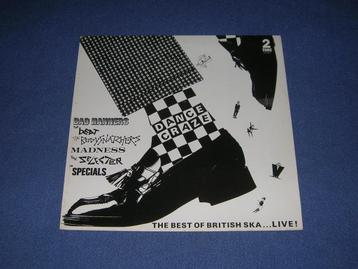 2
BAD MANNERS
THE BEAT
THE BODYSNATCHERS
MADNESS
THE SELECTER
SPECIALS
DANCE
CRAZE
THE BEST OF BRITISH SKA...LIVE!